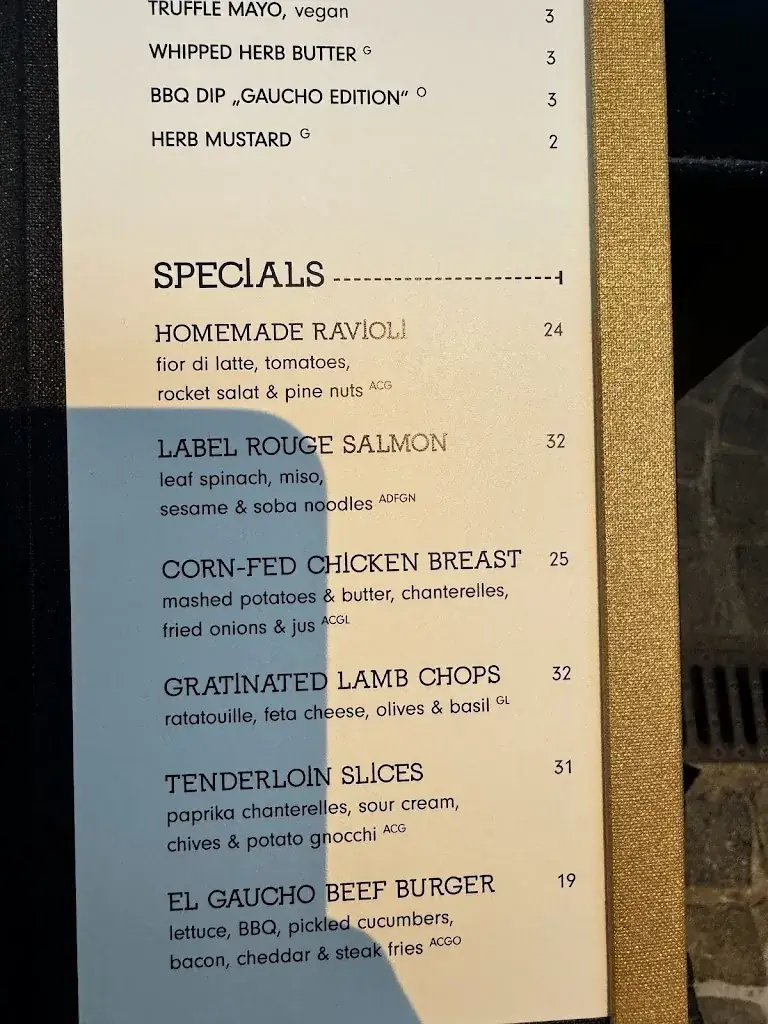 TRUFFLE MAYO, vegan 3
WHIPPED HERB BUTTER G 3
BBQ DIP „GAUCHO EDITION” O 3
HERB MUSTARD G 2
SPECIALS
HOMEMADE RAVIOLI 24
fior di latte, tomatoes,
rocket salat & pine nuts ACG
LABEL ROUGE SALMON 32
leaf spinach, miso,
sesame & soba noodles ADFGN
CORN-FED CHICKEN BREAST 25
mashed potatoes & butter, chanterelles,
fried onions & jus ACGL
GRATINATED LAMB CHOPS 32
ratatouille, feta cheese, olives & basil GL
TENDERLOIN SLICES 31
paprika chanterelles, sour cream,
chives & potato gnocchi ACG
EL GAUCHO BEEF BURGER 19
lettuce, BBQ, pickled cucumbers,
bacon, cheddar & steak fries ACGO